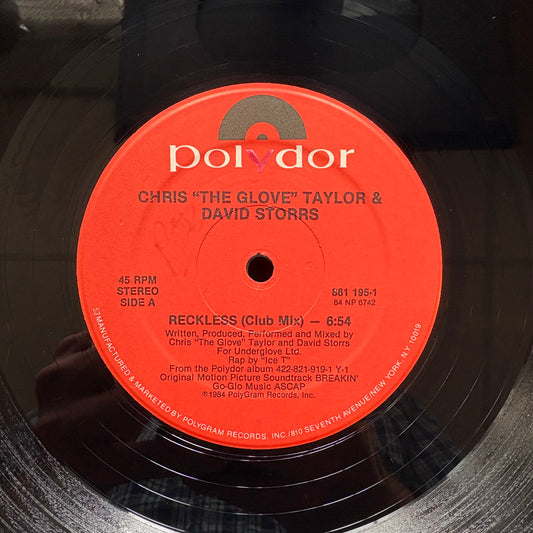 polydor
CHRIS "THE GLOVE" TAYLOR &
DAVID STORRS
45 RPM
STEREO
SIDE A
881 195-1
84 NP 6742
RECKLESS (Club Mix) — 6:54
Written, Produced, Performed and Mixed by
Chris "The Glove" Taylor and David Storrs
For Underglove Ltd.
Rap by "Ice T"
From the Polydor album 422-821-919-1 Y-1
Original Motion Picture Soundtrack BREAKIN'
Go-Glo Music ASCAP
℗1984 PolyGram Records, Inc.
53 MANUFACTURED & MARKETED BY POLYGRAM RECORDS, INC./810 SEVENTH AVENUE/NEW YORK, N.Y. 10019